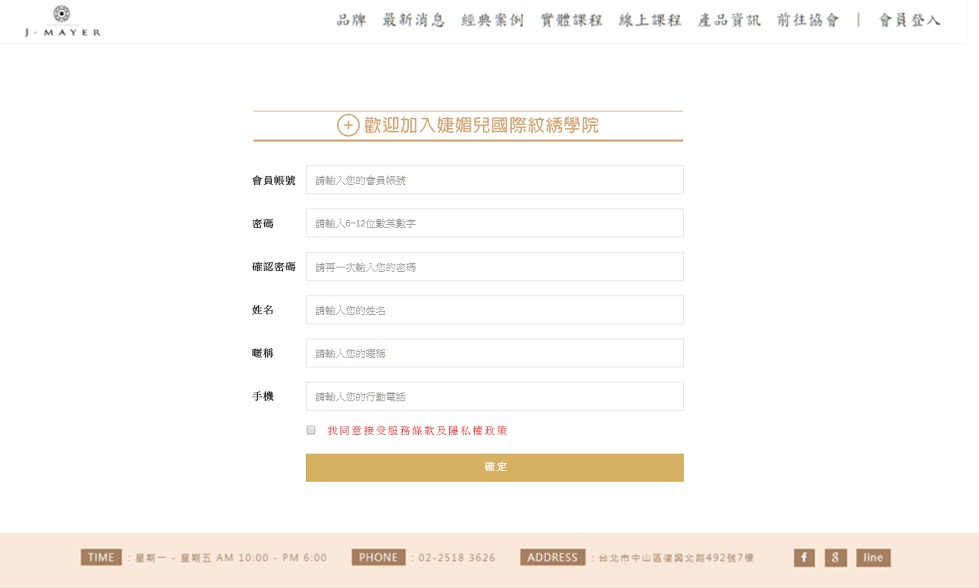 J - MAYER
品牌 最新消息 經典案例 實體課程 線上課程 產品資訊 前往協會 | 會員登入
歡迎加入婕媚兒國際紋綉學院
會員帳號 請輸入您的會員帳號
密碼 請輸入6~12位數英數字
確認密碼 請再一次輸入您的密碼
姓名 請輸入您的姓名
暱稱 請輸入您的暱稱
手機 請輸入您的行動電話
我同意接受服務條款及隱私權政策
確定
TIME : 星期一 - 星期五 AM 10:00 - PM 6:00 PHONE : 02-2518 3626 ADDRESS : 台北市中山區復興北路492號7樓 f g line